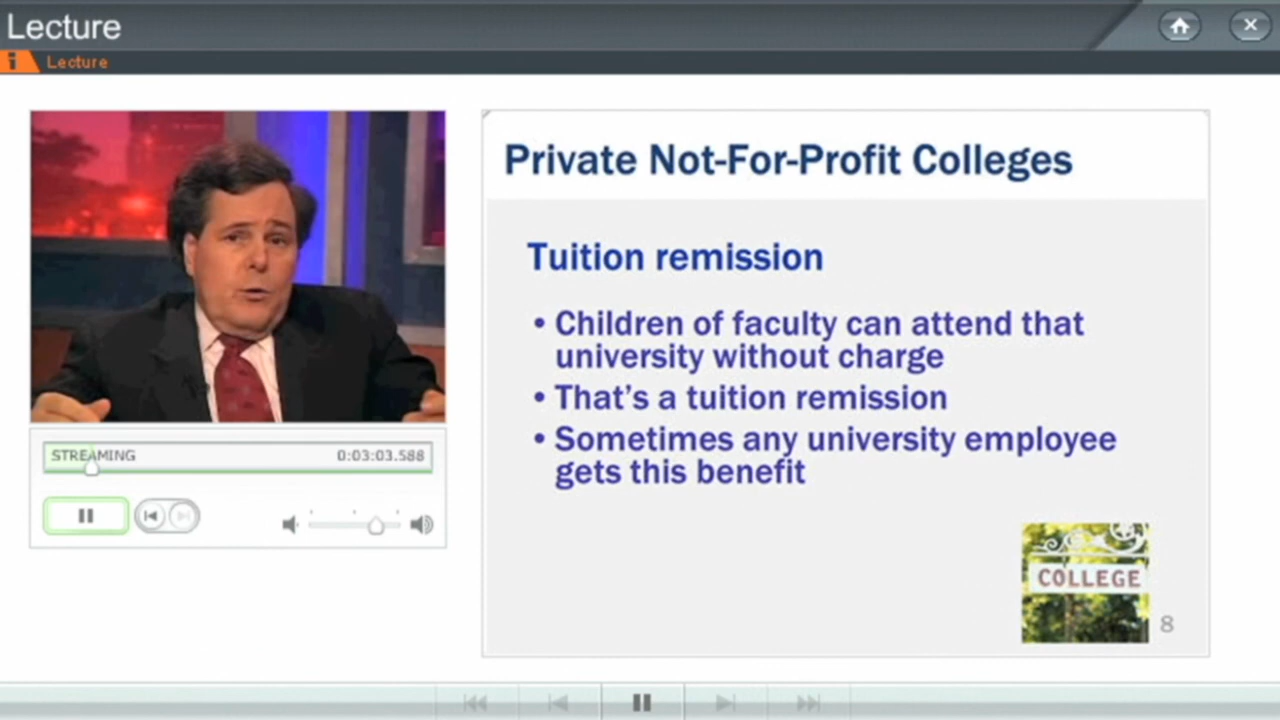 Lecture
i Lecture
Private Not-For-Profit Colleges
Tuition remission
• Children of faculty can attend that
university without charge
• That's a tuition remission
• Sometimes any university employee
gets this benefit
STREAMING 0:03:03.588
COLLEGE
8